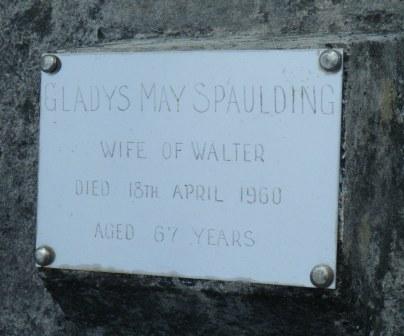 GLADYS MAY SPAULDING
WIFE OF WALTER
DIED 18TH APRIL 1960
AGED 67 YEARS